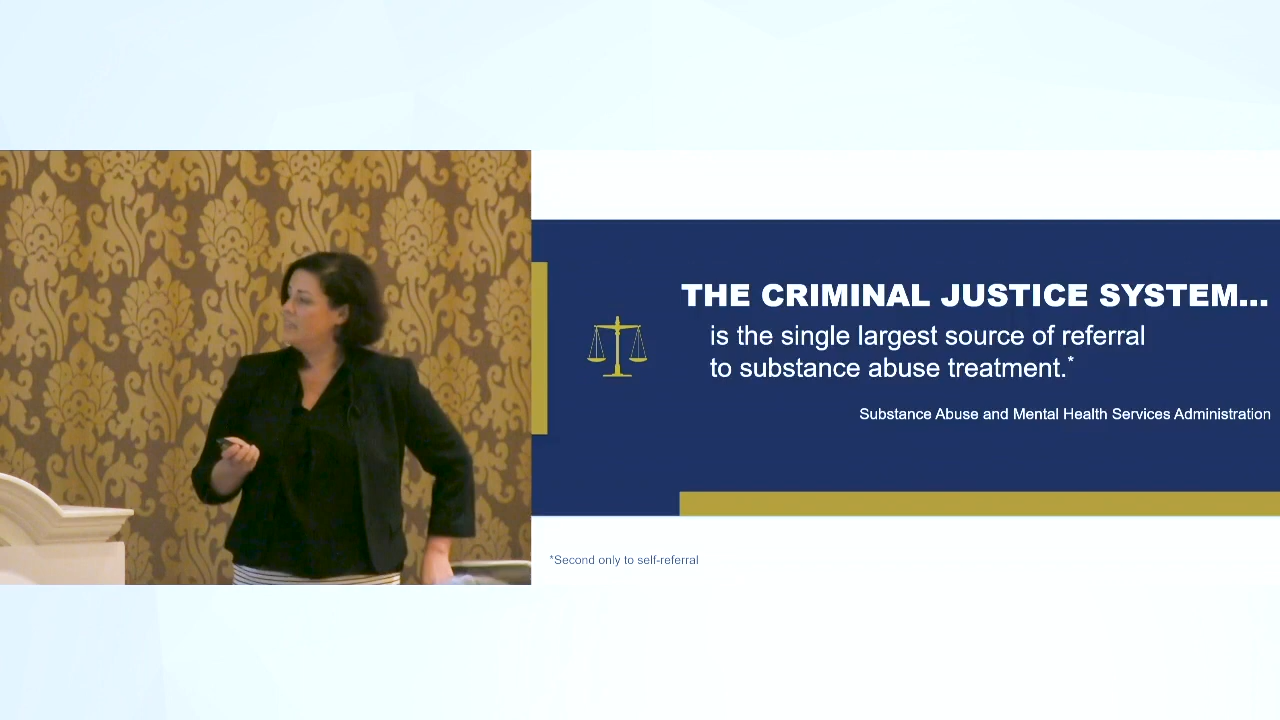 THE CRIMINAL JUSTICE SYSTEM...
is the single largest source of referral
to substance abuse treatment.*
Substance Abuse and Mental Health Services Administration
*Second only to self-referral